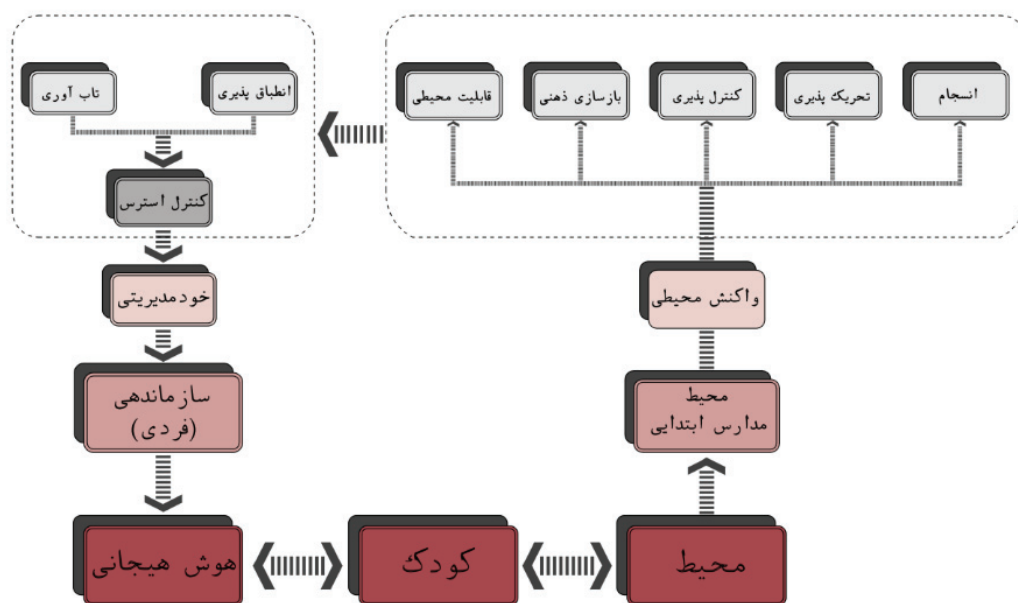 انسجام
تحریک پذیری
کنترل پذیری
بازسازی ذهنی
قابلیت محیطی
انطباق پذیری
تاب آوری
کنترل استرس
واکنش محیطی
خودمدیریتی
محیط
مدارس ابتدایی
سازماندهی
(فردی)
محیط
کودک
هوش هیجانی